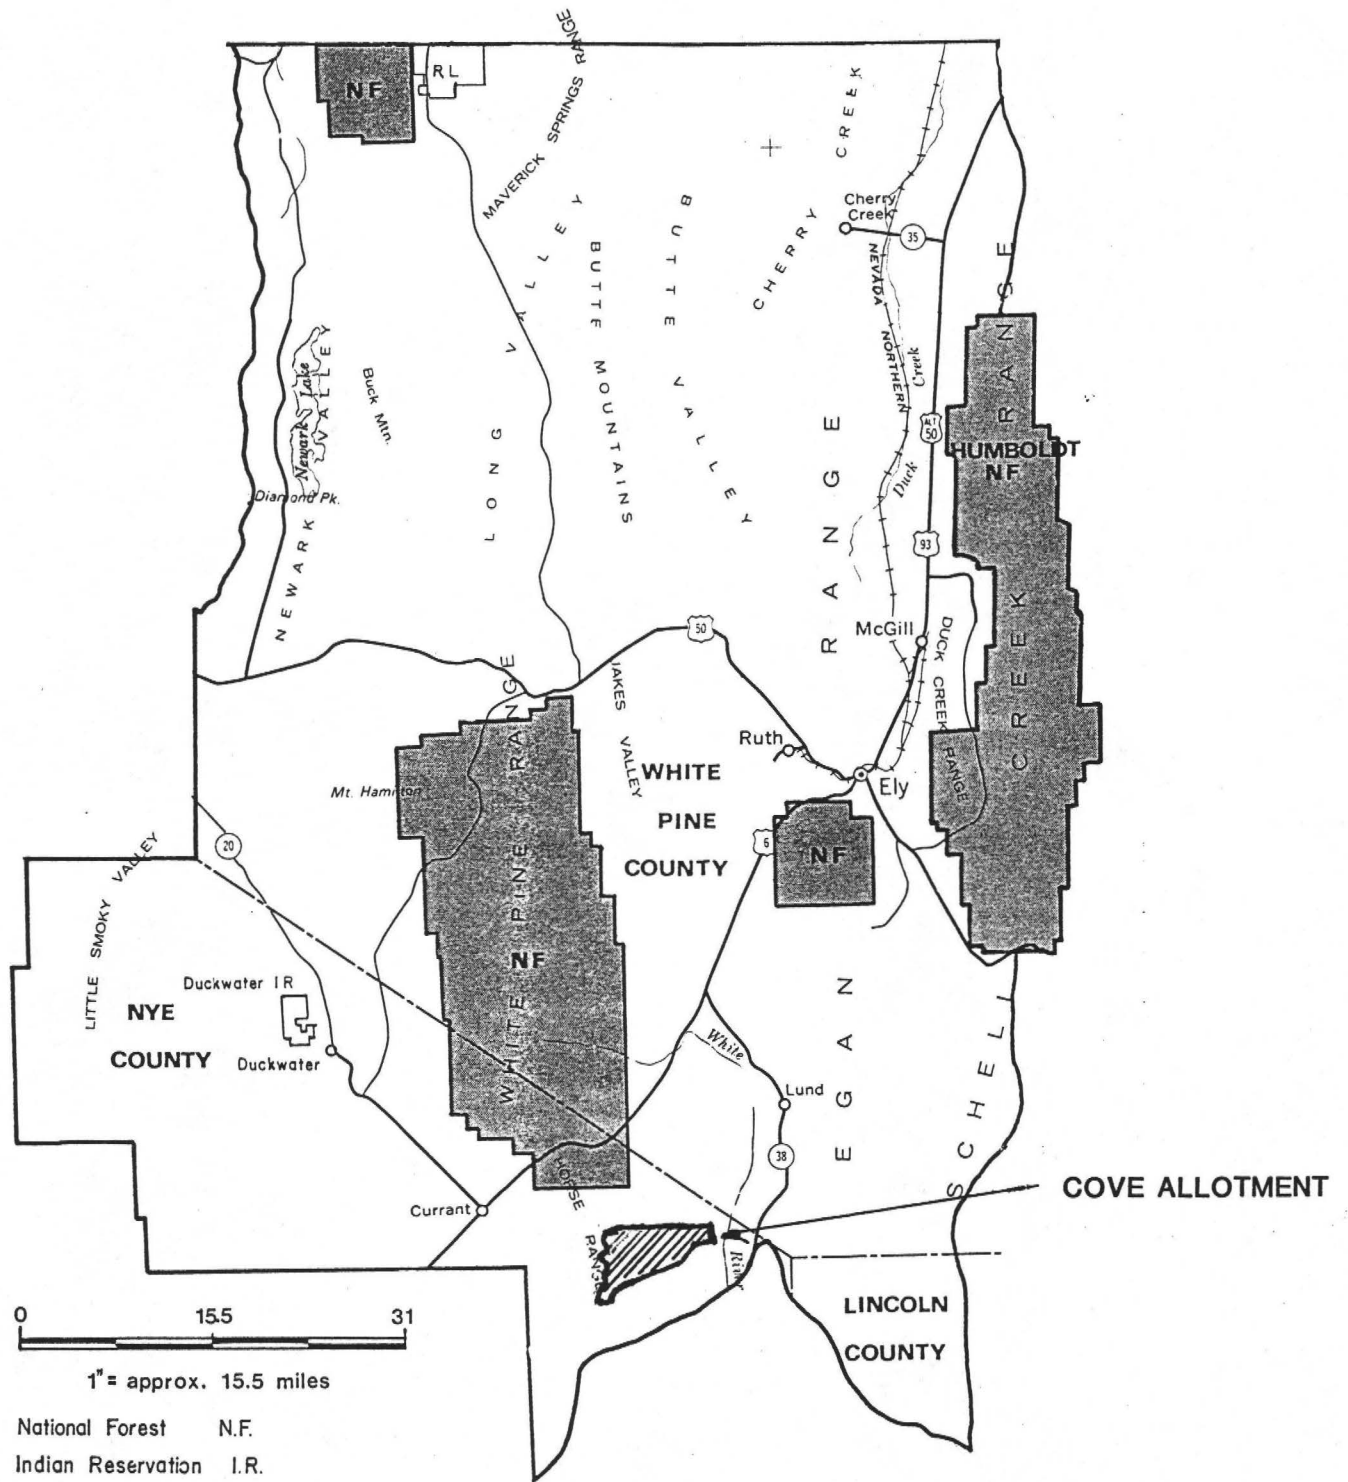 NF
RL
MAVERICK SPRINGS RANGE
CHERRY CREEK
Cherry
Creek
35
NEVADA NORTHERN
LONG VALLEY
BUTTE MOUNTAINS
BUTTE VALLEY
Newark Lake
NEWARK VALLEY
Buck Mtn.
Diamond Pk.
Duck Creek
ALT
50
93
HUMBOLDT
NF
SCHELL CREEK RANGE
EGAN RANGE
McGill
DUCK CREEK RANGE
50
JAKES VALLEY
Ruth
Ely
WHITE
PINE
COUNTY
WHITE PINE RANGE
Mt. Hamilton
NF
6
NF
20
LITTLE SMOKY VALLEY
Duckwater I R
NYE
COUNTY
Duckwater
White River
Lund
38
Currant
HORSE RANGE
COVE ALLOTMENT
LINCOLN
COUNTY
0 15.5 31
1"= approx. 15.5 miles
National Forest N.F.
Indian Reservation I.R.